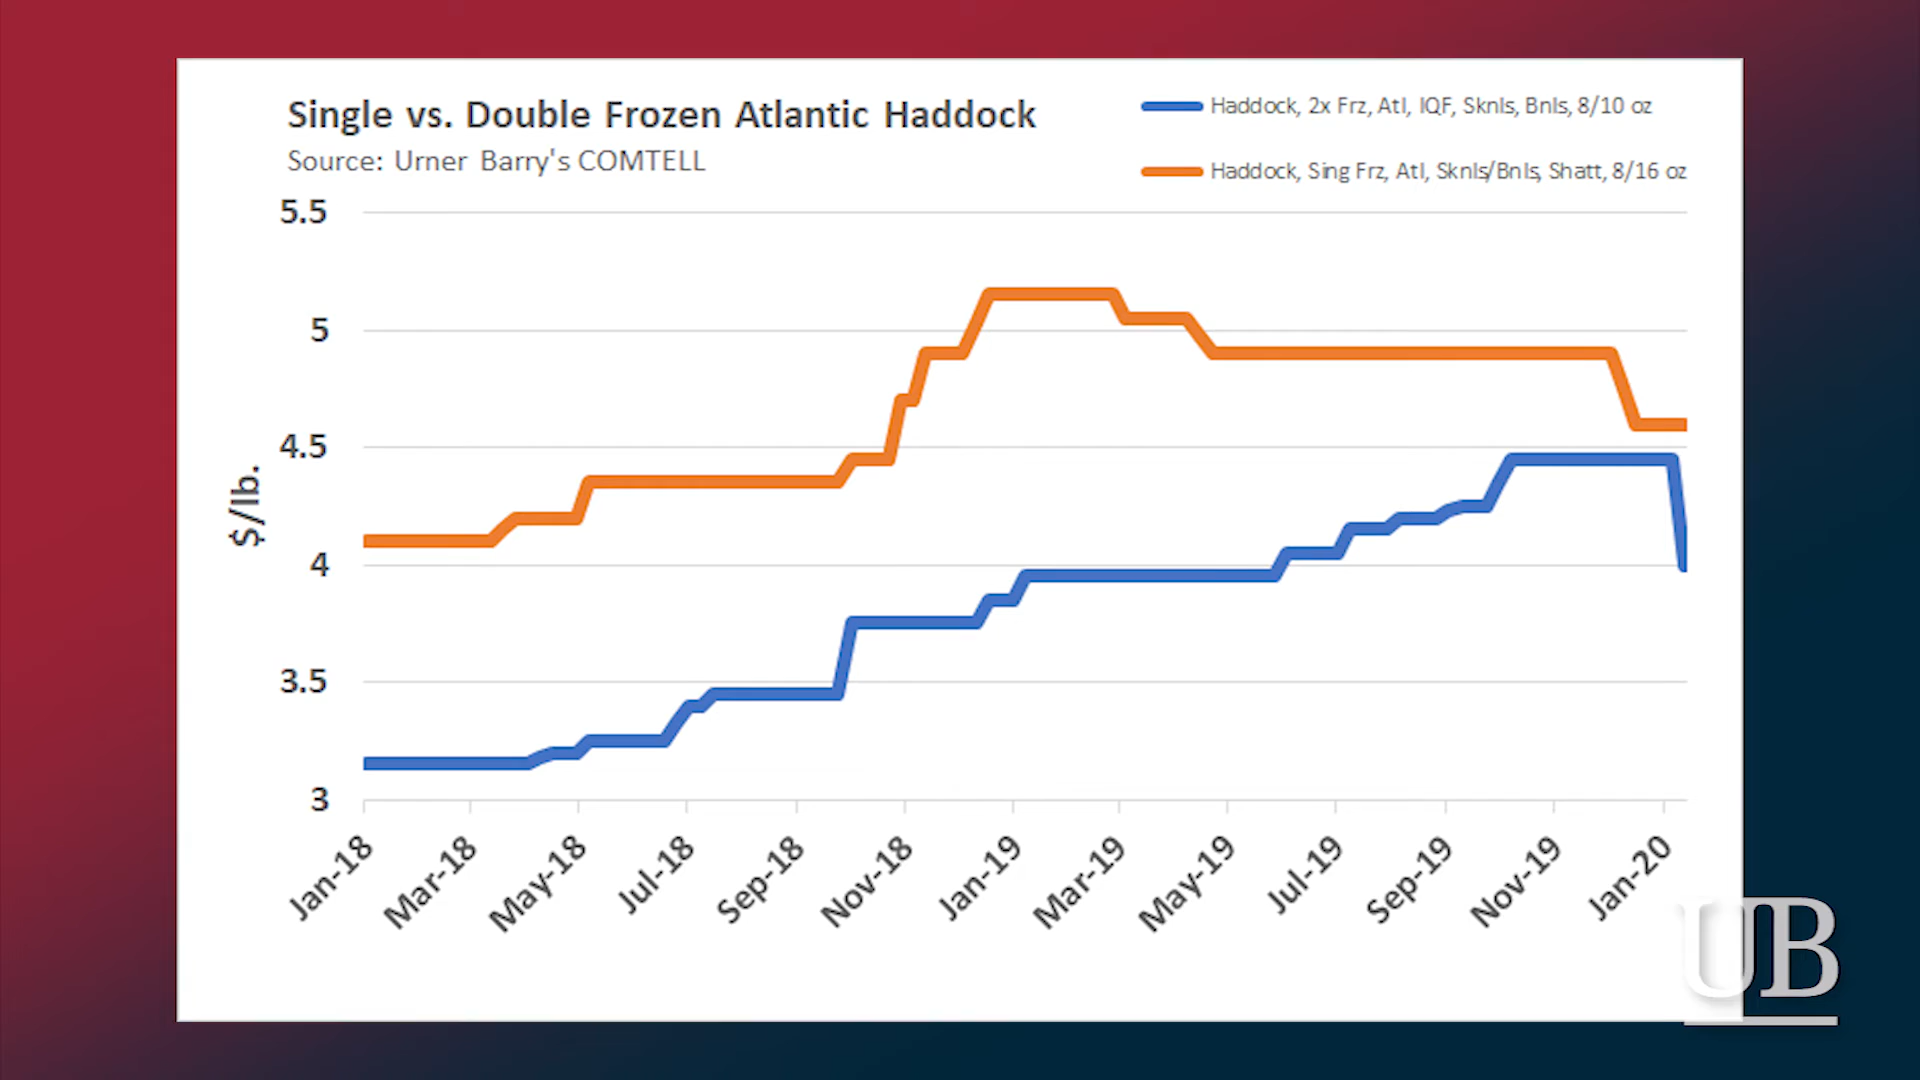 Single vs. Double Frozen Atlantic Haddock
Source: Urner Barry's COMTELL
Haddock, 2x Frz, Atl, IQF, Sknls, Bnls, 8/10 oz
Haddock, Sing Frz, Atl, Sknls/Bnls, Shatt, 8/16 oz
$/lb.
5.5
5
4.5
4
3.5
3
Jan-18
Mar-18
May-18
Jul-18
Sep-18
Nov-18
Jan-19
Mar-19
May-19
Jul-19
Sep-19
Nov-19
Jan-20
UB